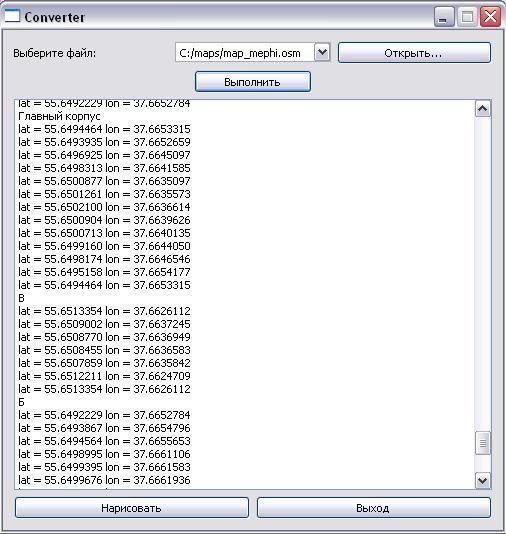 Converter
Выберите файл: C:/maps/map_mephi.osm Открыть...
Выполнить
lat = 55.6492229 lon = 37.6652784
Главный корпус
lat = 55.6494464 lon = 37.6653315
lat = 55.6493935 lon = 37.6652659
lat = 55.6496925 lon = 37.6645097
lat = 55.6498313 lon = 37.6641585
lat = 55.6500877 lon = 37.6635097
lat = 55.6501261 lon = 37.6635573
lat = 55.6502100 lon = 37.6636614
lat = 55.6500904 lon = 37.6639626
lat = 55.6500713 lon = 37.6640135
lat = 55.6499160 lon = 37.6644050
lat = 55.6498174 lon = 37.6646546
lat = 55.6495158 lon = 37.6654177
lat = 55.6494464 lon = 37.6653315
В
lat = 55.6513354 lon = 37.6626112
lat = 55.6509002 lon = 37.6637245
lat = 55.6508770 lon = 37.6636949
lat = 55.6508455 lon = 37.6636583
lat = 55.6507859 lon = 37.6635842
lat = 55.6512211 lon = 37.6624709
lat = 55.6513354 lon = 37.6626112
Б
lat = 55.6492229 lon = 37.6652784
lat = 55.6493867 lon = 37.6654796
lat = 55.6494564 lon = 37.6655653
lat = 55.6498995 lon = 37.6661106
lat = 55.6499395 lon = 37.6661583
lat = 55.6499676 lon = 37.6661936
Нарисовать Выход